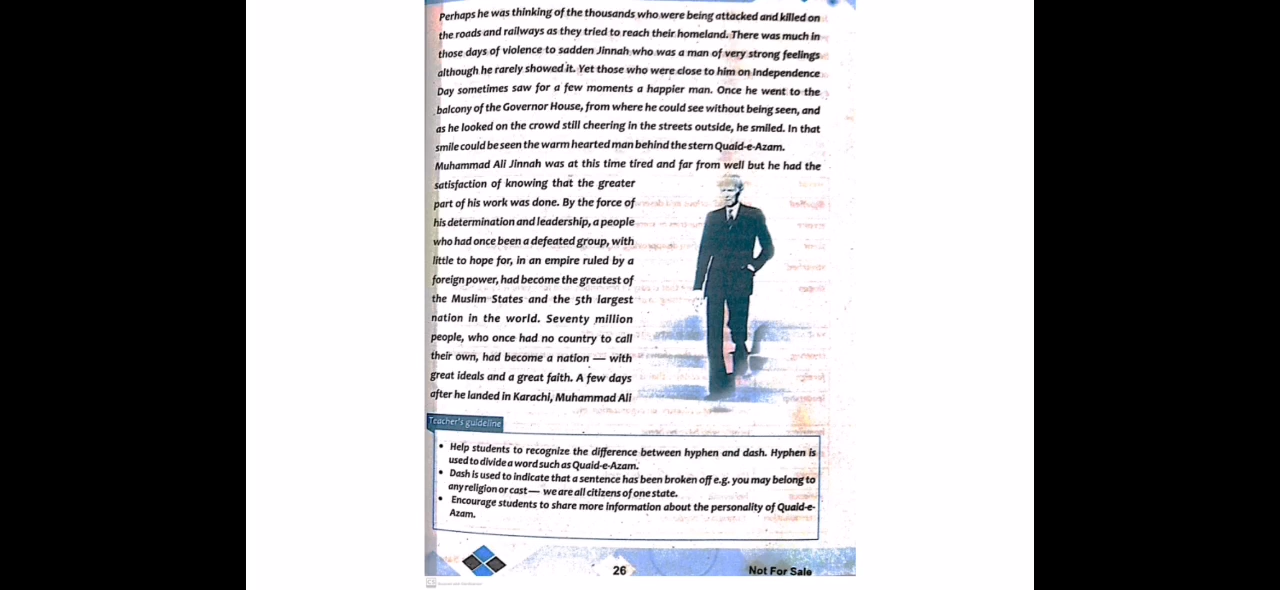 Perhaps he was thinking of the thousands who were being attacked and killed on
the roads and railways as they tried to reach their homeland. There was much in
those days of violence to sadden Jinnah who was a man of very strong feelings
although he rarely showed it. Yet those who were close to him on Independence
Day sometimes saw for a few moments a happier man. Once he went to the
balcony of the Governor House, from where he could see without being seen, and
as he looked on the crowd still cheering in the streets outside, he smiled. In that
smile could be seen the warm hearted man behind the stern Quaid-e-Azam.
Muhammad Ali Jinnah was at this time tired and far from well but he had the
satisfaction of knowing that the greater
part of his work was done. By the force of
his determination and leadership, a people
who had once been a defeated group, with
little to hope for, in an empire ruled by a
foreign power, had become the greatest of
the Muslim States and the 5th largest
nation in the world. Seventy million
people, who once had no country to call
their own, had become a nation — with
great ideals and a great faith. A few days
after he landed in Karachi, Muhammad Ali
Teacher's guideline
• Help students to recognize the difference between hyphen and dash. Hyphen is
used to divide a word such as Quaid-e-Azam.
• Dash is used to indicate that a sentence has been broken off e.g. you may belong to
any religion or cast— we are all citizens of one state.
• Encourage students to share more information about the personality of Quaid-e-
Azam.
26
Not For Sale
CS
Scanned with CamScanner